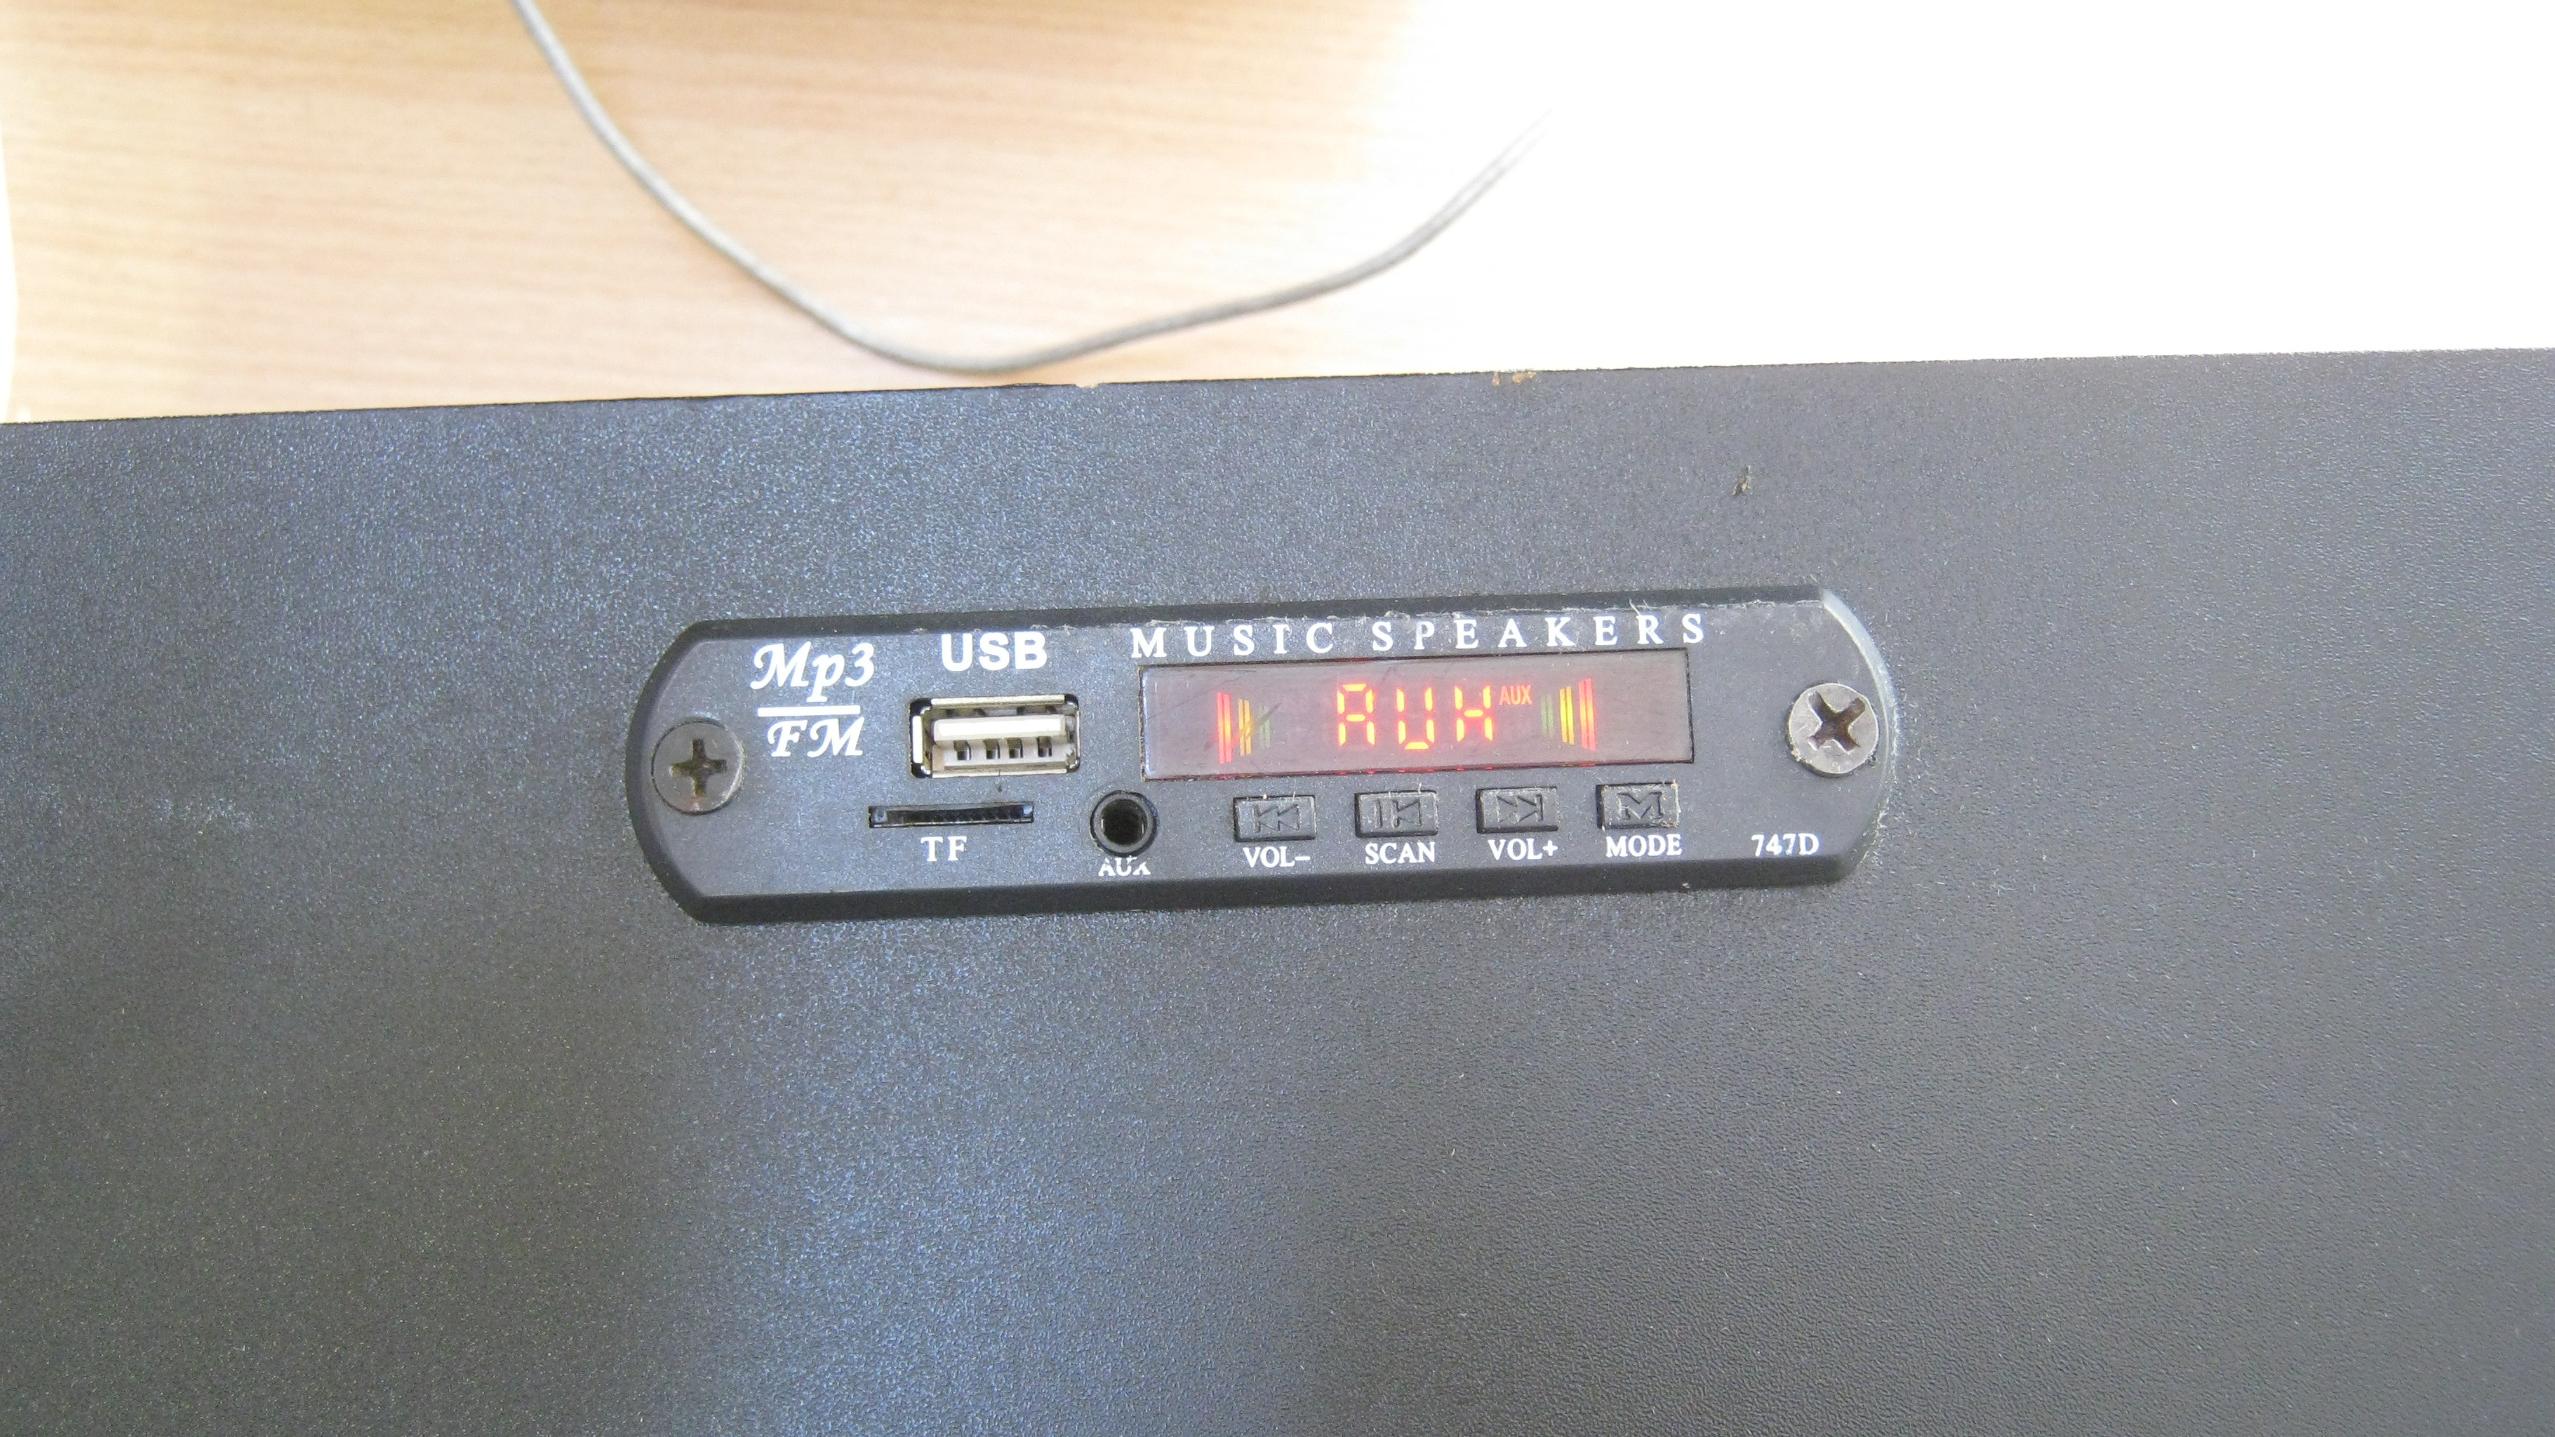 Mp3
FM
USB
MUSIC SPEAKERS
AUX AUX
TF
AUX
VOL-
SCAN
VOL+
M
MODE
747D